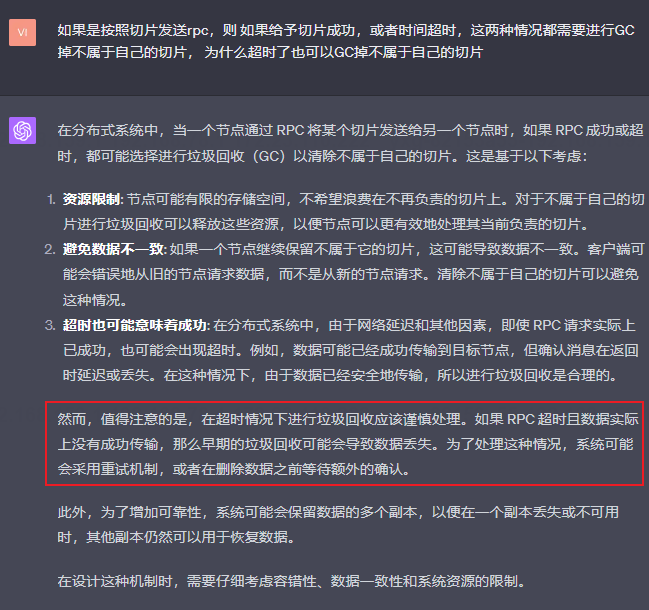 VI
如果是按照切片发送rpc，则 如果给予切片成功，或者时间超时，这两种情况都需要进行GC
掉不属于自己的切片， 为什么超时了也可以GC掉不属于自己的切片
在分布式系统中，当一个节点通过 RPC 将某个切片发送给另一个节点时，如果 RPC 成功或超
时，都可能选择进行垃圾回收（GC）以清除不属于自己的切片。这是基于以下考虑：
1. 资源限制: 节点可能有限的存储空间，不希望浪费在不再负责的切片上。对于不属于自己的切
片进行垃圾回收可以释放这些资源，以便节点可以更有效地处理其当前负责的切片。
2. 避免数据不一致: 如果一个节点继续保留不属于它的切片，这可能导致数据不一致。客户端可
能会错误地从旧的节点请求数据，而不是从新的节点请求。清除不属于自己的切片可以避免
这种情况。
3. 超时也可能意味着成功: 在分布式系统中，由于网络延迟和其他因素，即使 RPC 请求实际上
已成功，也可能会出现超时。例如，数据可能已经成功传输到目标节点，但确认消息在返回
时延迟或丢失。在这种情况下，由于数据已经安全地传输，所以进行垃圾回收是合理的。
然而，值得注意的是，在超时情况下进行垃圾回收应该谨慎处理。如果 RPC 超时且数据实际
上没有成功传输，那么早期的垃圾回收可能会导致数据丢失。为了处理这种情况，系统可能
会采用重试机制，或者在删除数据之前等待额外的确认。
此外，为了增加可靠性，系统可能会保留数据的多个副本，以便在一个副本丢失或不可用
时，其他副本仍然可以用于恢复数据。
在设计这种机制时，需要仔细考虑容错性、数据一致性和系统资源的限制。